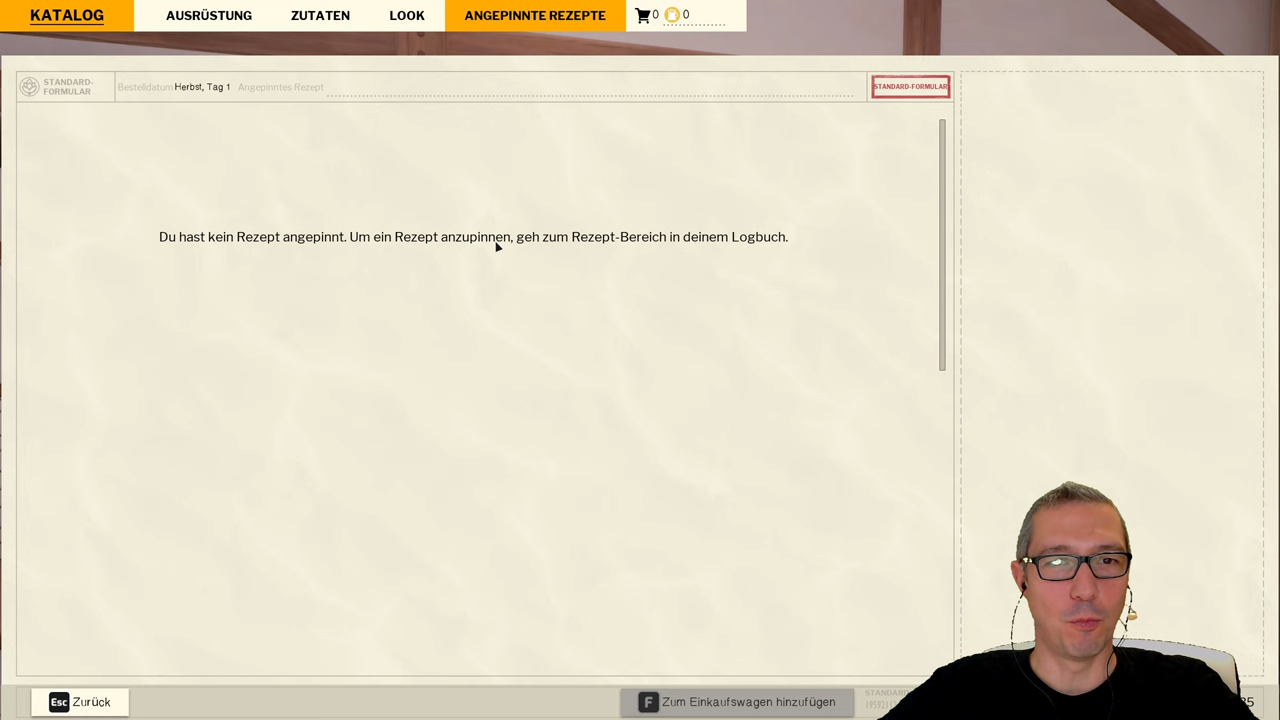 KATALOG
AUSRÜSTUNG
ZUTATEN
LOOK
ANGEPINNTE REZEPTE
0
0
STANDARD-
FORMULAR
Bestelldatum Herbst, Tag 1
Angepinntes Rezept
STANDARD-FORMULAR
Du hast kein Rezept angepinnt. Um ein Rezept anzupinnen, geh zum Rezept-Bereich in deinem Logbuch.
Esc Zurück
F Zum Einkaufswagen hinzufügen
STANDARD